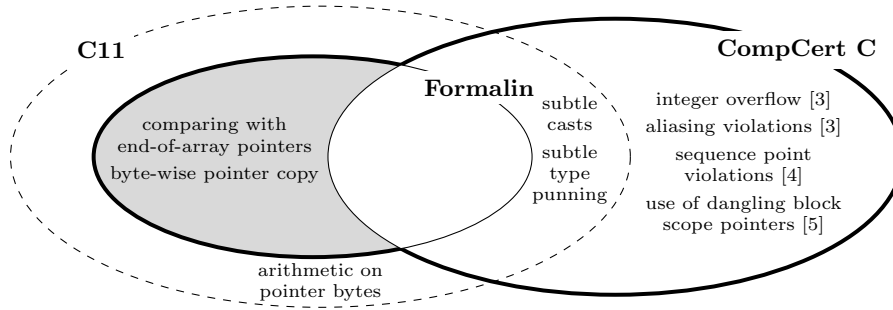 C11
CompCert C
Formalin
comparing with
end-of-array pointers
byte-wise pointer copy
subtle
casts
subtle
type
punning
integer overflow [3]
aliasing violations [3]
sequence point
violations [4]
use of dangling block
scope pointers [5]
arithmetic on
pointer bytes